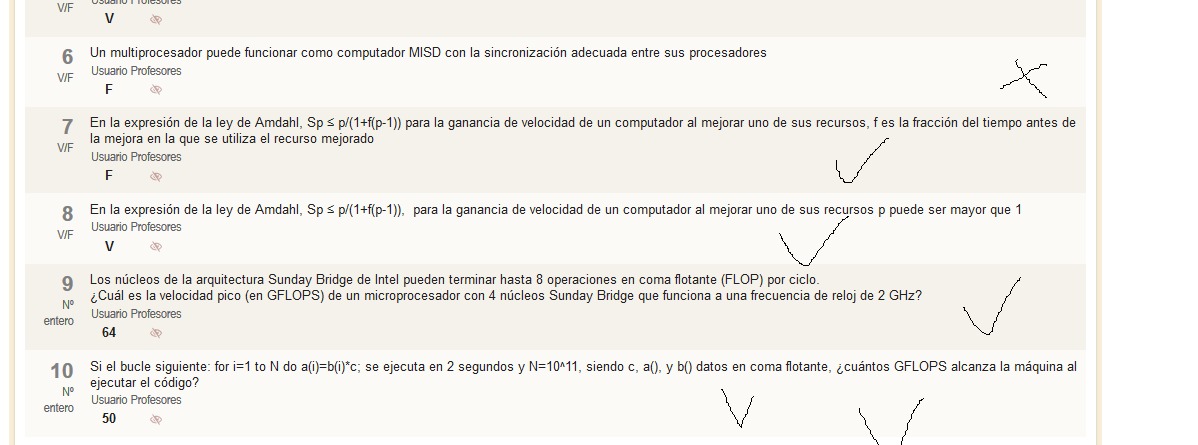 Usuario Profesores
V/F
V
6
Un multiprocesador puede funcionar como computador MISD con la sincronización adecuada entre sus procesadores
V/F
Usuario Profesores
F
7
En la expresión de la ley de Amdahl, Sp ≤ p/(1+f(p-1)) para la ganancia de velocidad de un computador al mejorar uno de sus recursos, f es la fracción del tiempo antes de
la mejora en la que se utiliza el recurso mejorado
V/F
Usuario Profesores
F
8
En la expresión de la ley de Amdahl, Sp ≤ p/(1+f(p-1)), para la ganancia de velocidad de un computador al mejorar uno de sus recursos p puede ser mayor que 1
V/F
Usuario Profesores
V
9
Los núcleos de la arquitectura Sunday Bridge de Intel pueden terminar hasta 8 operaciones en coma flotante (FLOP) por ciclo.
Nº
¿Cuál es la velocidad pico (en GFLOPS) de un microprocesador con 4 núcleos Sunday Bridge que funciona a una frecuencia de reloj de 2 GHz?
entero
Usuario Profesores
64
10
Si el bucle siguiente: for i=1 to N do a(i)=b(i)*c; se ejecuta en 2 segundos y N=10^11, siendo c, a(), y b() datos en coma flotante, ¿cuántos GFLOPS alcanza la máquina al
Nº
ejecutar el código?
entero
Usuario Profesores
50